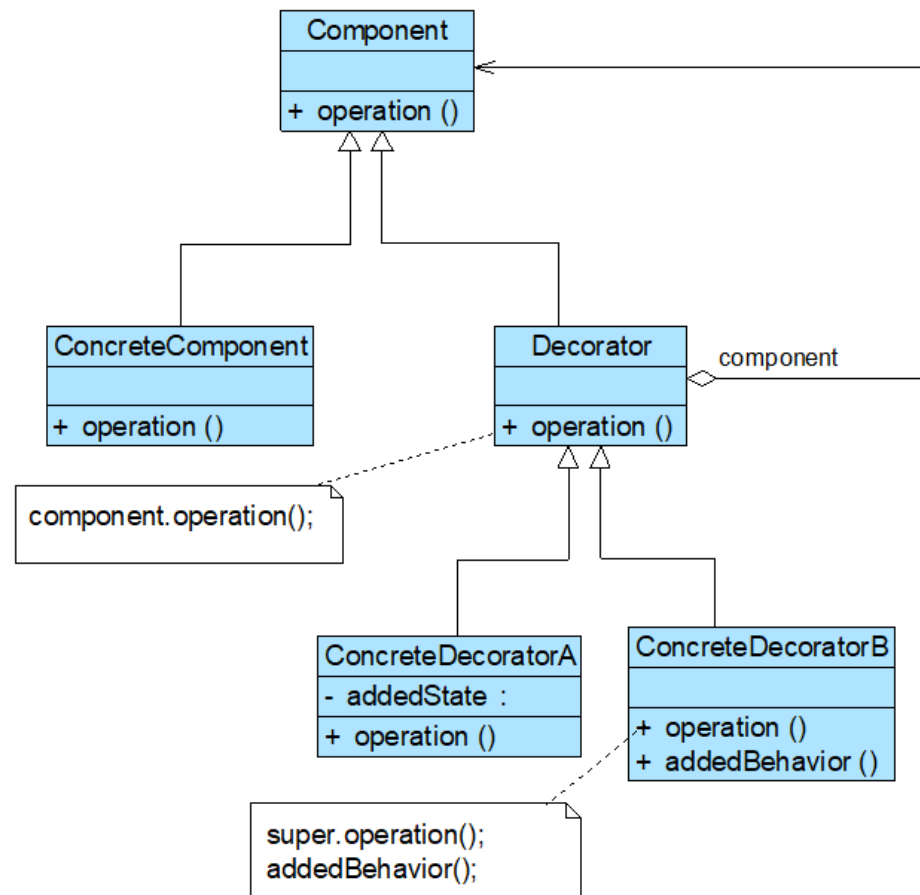 Component
+ operation ()
ConcreteComponent
+ operation ()
Decorator
+ operation ()
component
component.operation();
ConcreteDecoratorA
- addedState :
+ operation ()
ConcreteDecoratorB
+ operation ()
+ addedBehavior ()
super.operation();
addedBehavior();